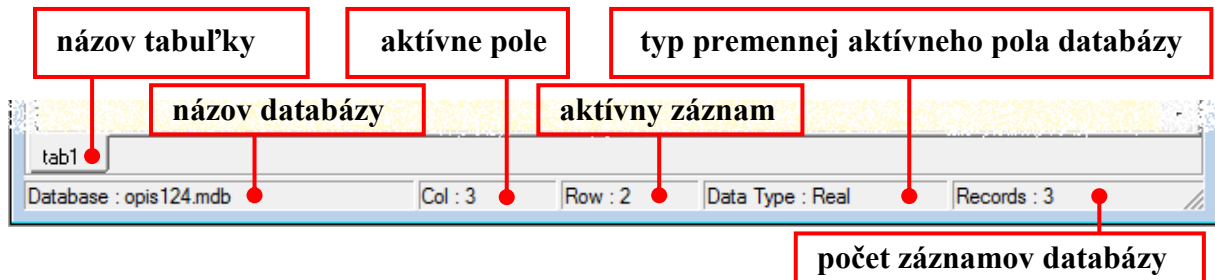 názov tabuľky
aktívne pole
typ premennej aktívneho pola databázy
názov databázy
aktívny záznam
tab1
Database : opis124.mdb
Col : 3
Row : 2
Data Type : Real
Records : 3
počet záznamov databázy